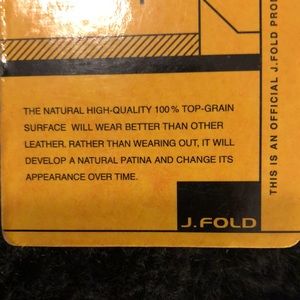 THE NATURAL HIGH-QUALITY 100% TOP-GRAIN
SURFACE WILL WEAR BETTER THAN OTHER
LEATHER. RATHER THAN WEARING OUT, IT WILL
DEVELOP A NATURAL PATINA AND CHANGE ITS
APPEARANCE OVER TIME.
J.FOLD
THIS IS AN OFFICIAL J.FOLD